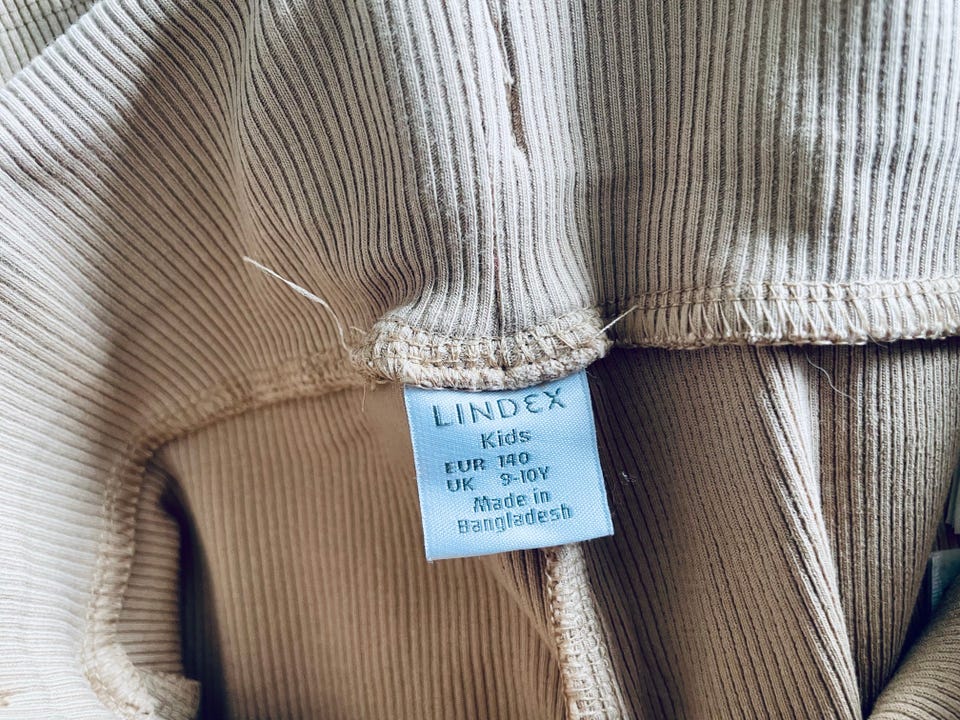 LINDEX
Kids
EUR 140
UK 9-10Y
Made in
Bangladesh